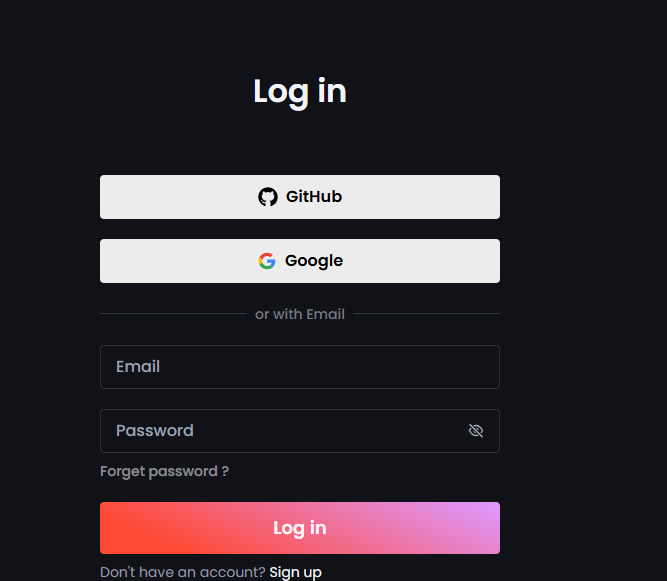 Log in
GitHub
Google
or with Email
Email
Password
Forget password ?
Log in
Don't have an account? Sign up